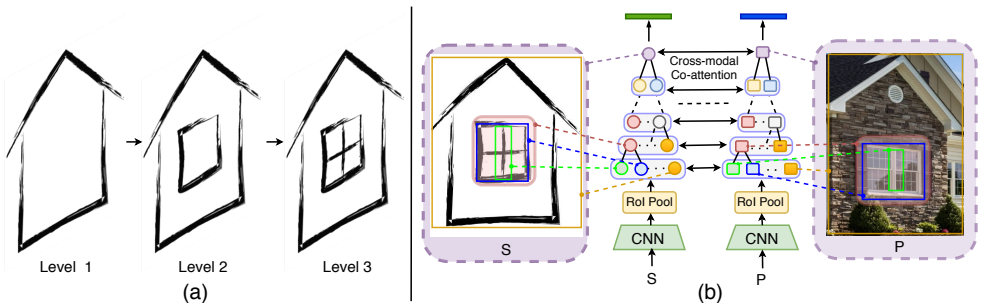 Level 1
Level 2
Level 3
(a)
Cross-modal
Co-attention
RoI Pool
RoI Pool
CNN
CNN
S
P
S
P
(b)